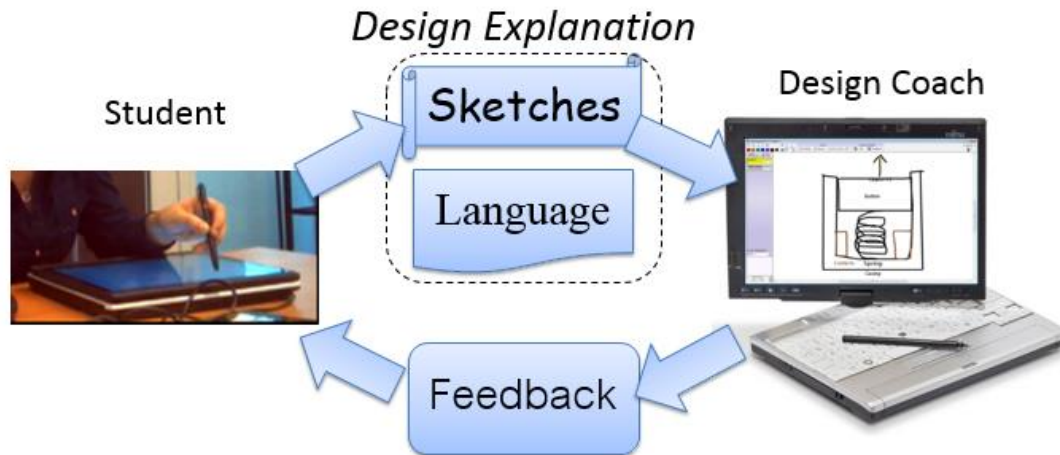 Design Explanation
Student
Sketches
Design Coach
Language
Feedback